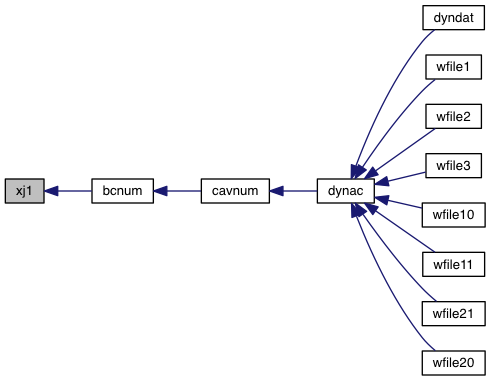 dyndat
wfile1
wfile2
wfile3
xj1
bcnum
cavnum
dynac
wfile10
wfile11
wfile21
wfile20